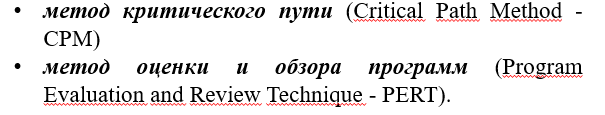 • метод критического пути (Critical Path Method -
CPM)
• метод оценки и обзора программ (Program
Evaluation and Review Technique - PERT).